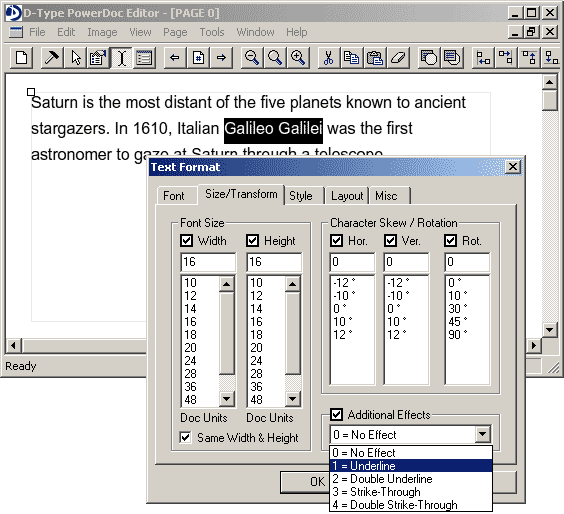 D-Type PowerDoc Editor - [PAGE 0]
File Edit Image View Page Tools Window Help
Saturn is the most distant of the five planets known to ancient
stargazers. In 1610, Italian Galileo Galilei was the first
astronomer to gaze at Saturn through a telescope.
Ready
Text Format
Font Size/Transform Style Layout Misc
Font Size
Width Height
16 16
10 10
12 12
14 14
16 16
18 18
20 20
24 24
28 28
36 36
48 48
Doc Units Doc Units
Same Width & Height
Character Skew / Rotation
Hor. Ver. Rot.
0 0 0
-12 ° -12 ° 0 °
-10 ° -10 ° 10 °
0 ° 0 ° 30 °
10 ° 10 ° 45 °
12 ° 12 ° 90 °
Additional Effects
0 = No Effect
0 = No Effect
1 = Underline
2 = Double Underline
3 = Strike-Through
4 = Double Strike-Through
OK